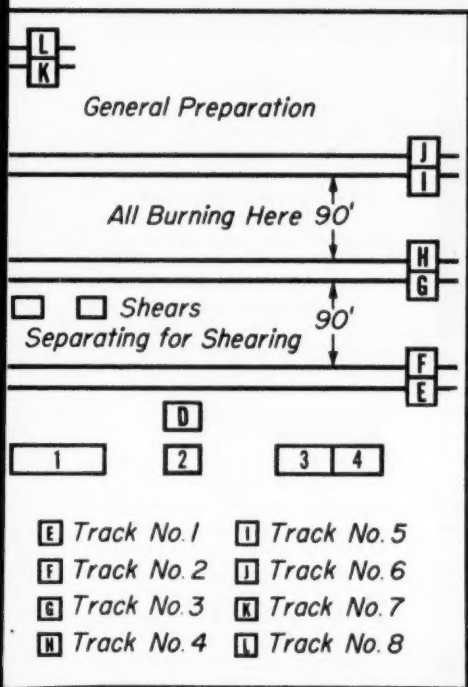 L
K
General Preparation
J
I
All Burning Here 90'
H
G
Shears 90'
Separating for Shearing
F
E
D
1 2 3 4
E Track No. 1 I Track No. 5
F Track No. 2 J Track No. 6
G Track No. 3 K Track No. 7
H Track No. 4 L Track No. 8